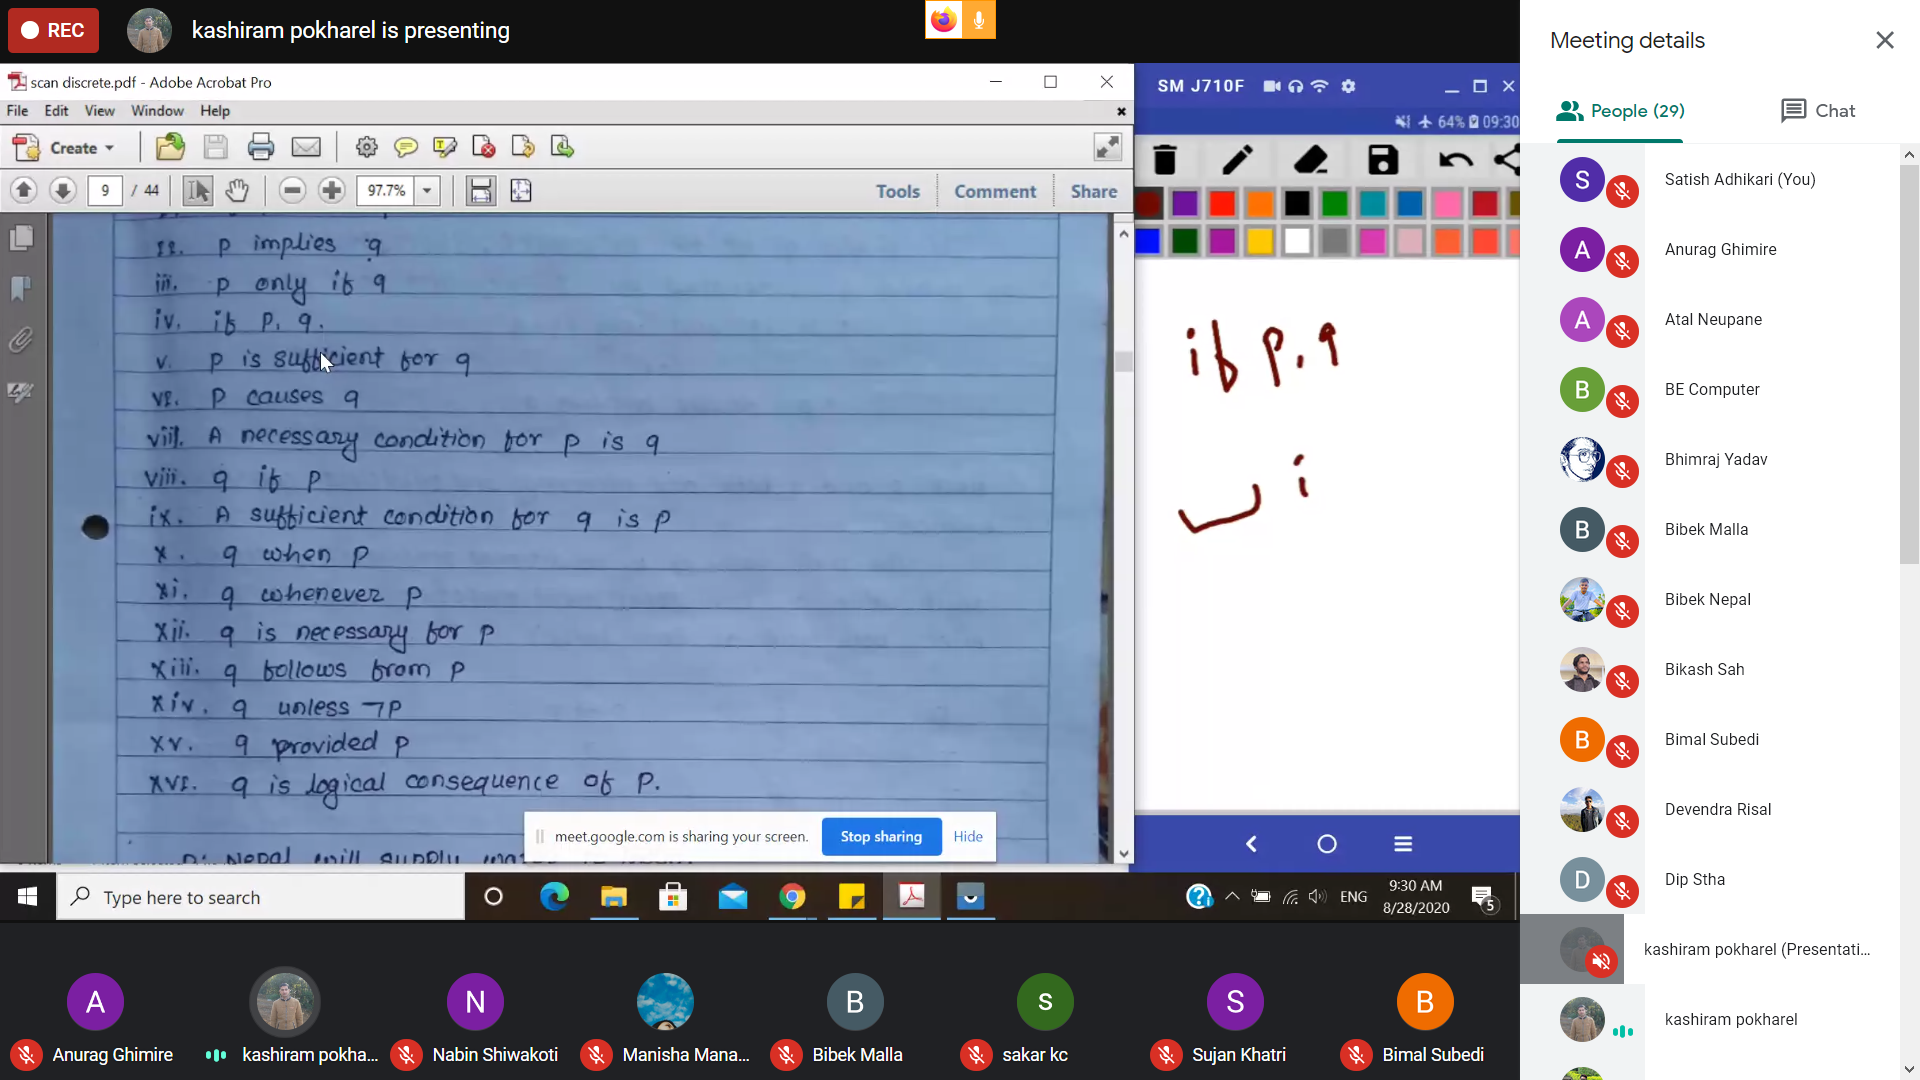 REC
kashiram pokharel is presenting
scan discrete.pdf - Adobe Acrobat Pro
File Edit View Window Help
Create
9 / 44
97.7%
Tools Comment Share
ii. p implies q
iii. p only if q
iv. if p, q.
v. p is sufficient for q
vi. p causes q
viii. A necessary condition for p is q
viii. q if p
ix. A sufficient condition for q is p
x. q when p
xi. q whenever p
xii. q is necessary for p
xiii. q follows from p
xiv. q unless ¬p
xv. q provided p
xvi. q is logical consequence of p.
p: Nepal will supply
meet.google.com is sharing your screen. Stop sharing Hide
SM J710F
64% 09:30
if p, q
i
Type here to search
ENG
9:30 AM
8/28/2020
5
A
Anurag Ghimire
kashiram pokha...
N
Nabin Shiwakoti
Manisha Mana...
B
Bibek Malla
s
sakar kc
S
Sujan Khatri
B
Bimal Subedi
Meeting details
People (29) Chat
S Satish Adhikari (You)
A Anurag Ghimire
A Atal Neupane
B BE Computer
Bhimraj Yadav
B Bibek Malla
Bibek Nepal
Bikash Sah
B Bimal Subedi
Devendra Risal
D Dip Stha
kashiram pokharel (Presentati...
kashiram pokharel